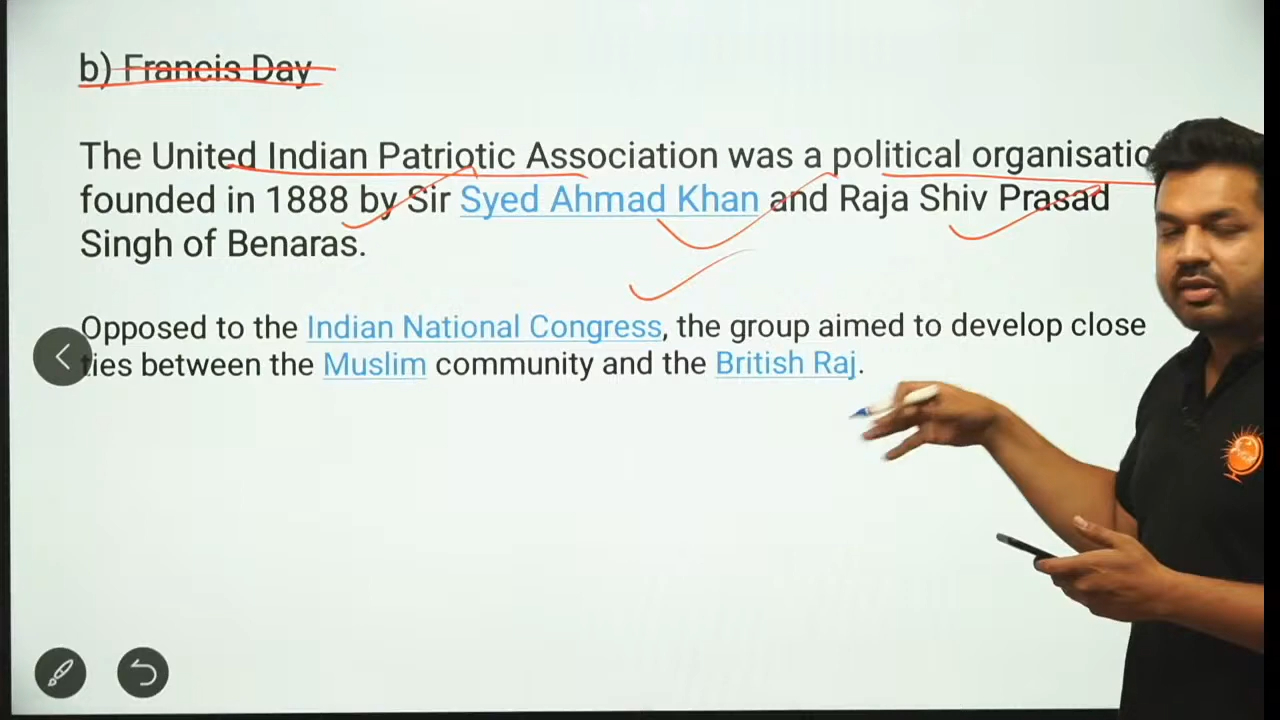 b) Francis Day
The United Indian Patriotic Association was a political organisatio
founded in 1888 by Sir Syed Ahmad Khan and Raja Shiv Prasad
Singh of Benaras.
Opposed to the Indian National Congress, the group aimed to develop close
ties between the Muslim community and the British Raj.